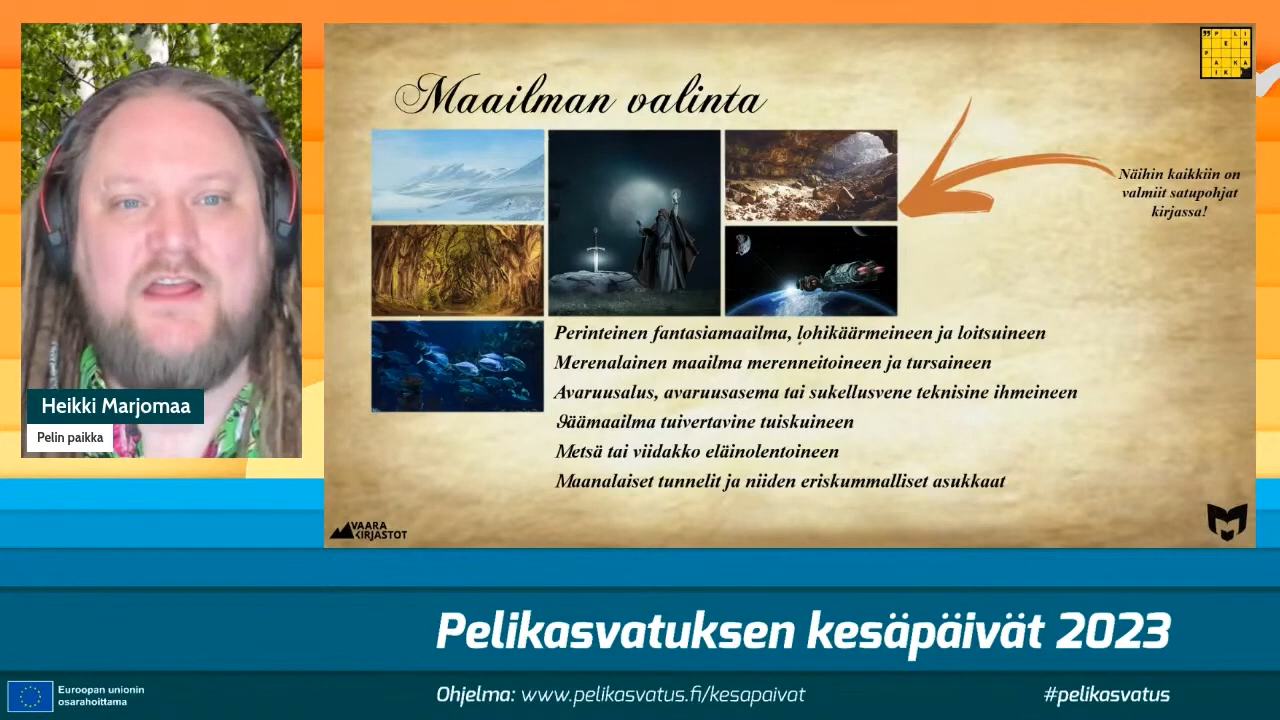 Maailman valinta
Näihin kaikkiin on
valmiit satupohjat
kirjassa!
Perinteinen fantasiamaailma, lohikäärmeineen ja loitsuineen
Merenalainen maailma merenneitoineen ja tursaineen
Avaruusalus, avaruusasema tai sukellusvene teknisine ihmeineen
Jäämaailma tuivertavine tuiskuineen
Metsä tai viidakko eläinolentoineen
Maanalaiset tunnelit ja niiden eriskummalliset asukkaat
VAARA
KIRJASTOT
Heikki Marjomaa
Pelin paikka
Pelikasvatuksen kesäpäivät 2023
Euroopan unionin
osarahoittama
Ohjelma: www.pelikasvatus.fi/kesapaivat
#pelikasvatus